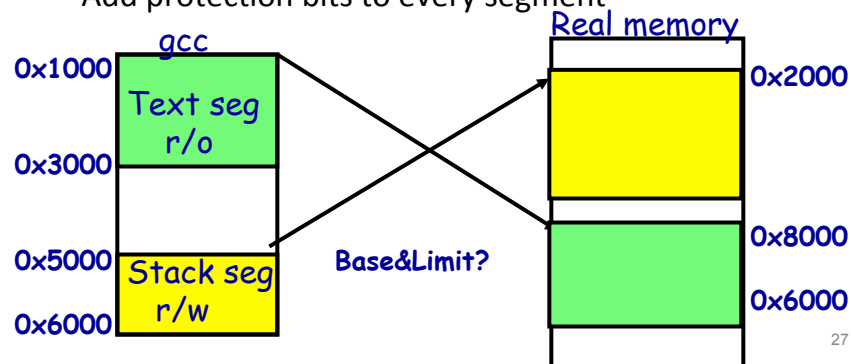 Add protection bits to every segment
gcc
Real memory
0x1000
0x2000
Text seg
r/o
0x3000
0x8000
0x5000
Base&Limit?
Stack seg
r/w
0x6000
0x6000
27